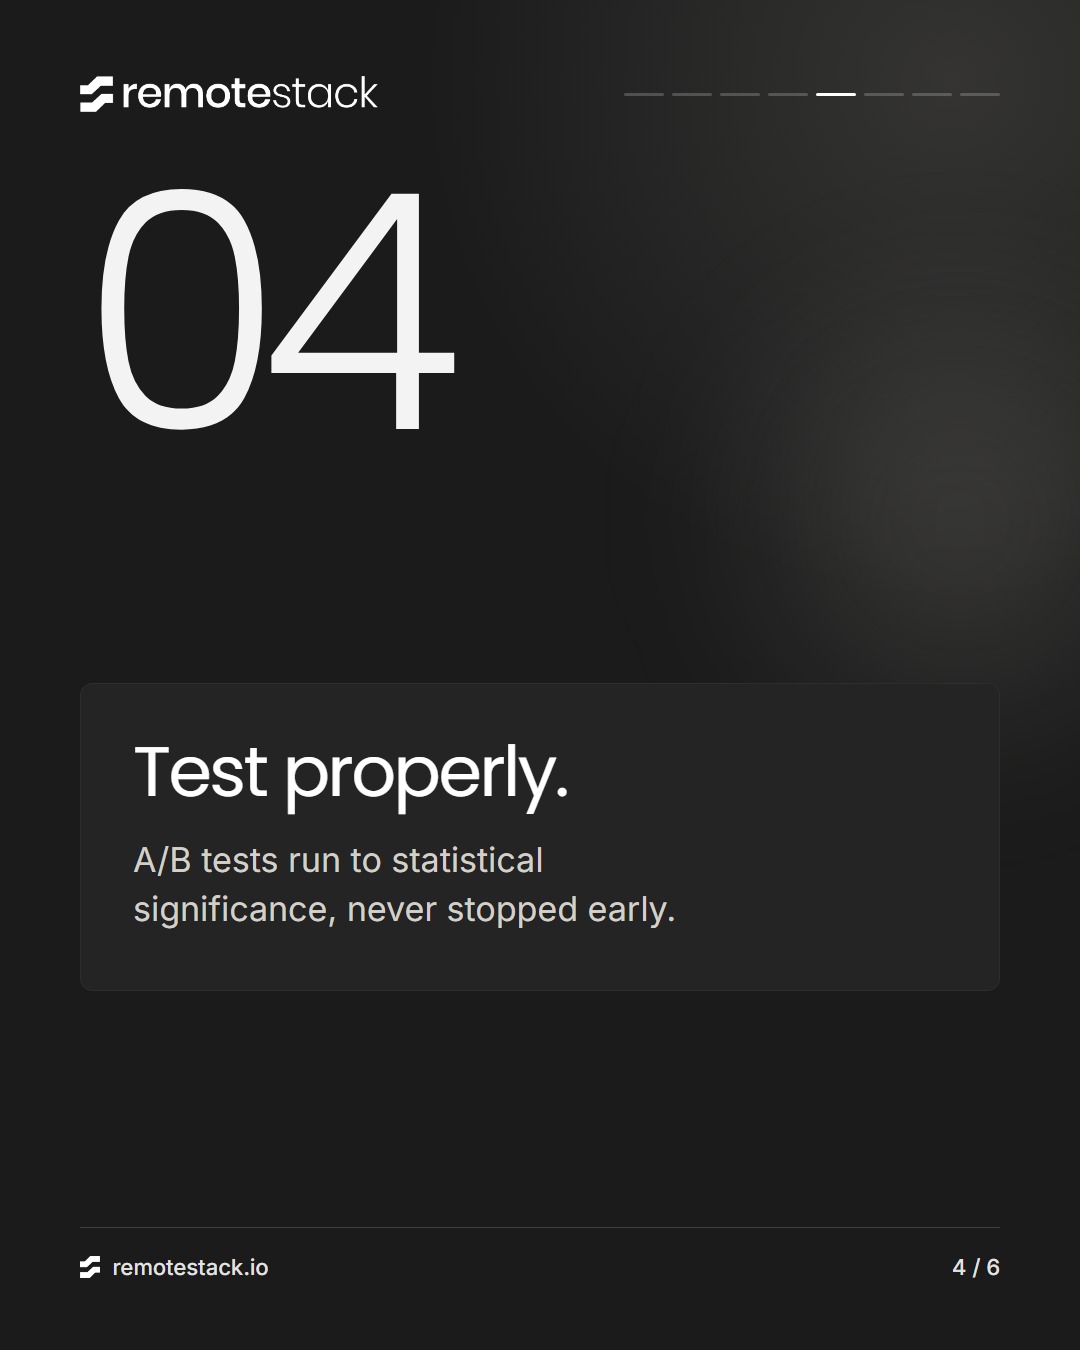 remotestack
04
Test properly.
A/B tests run to statistical
significance, never stopped early.
remotestack.io
4 / 6